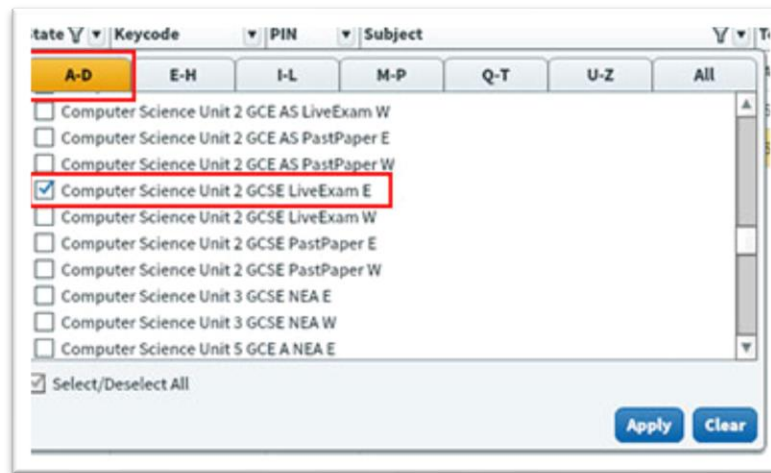 Keycode PIN Subject
A-D E-H I-L M-P Q-T U-Z All
Computer Science Unit 2 GCE AS LiveExam W
Computer Science Unit 2 GCE AS PastPaper E
Computer Science Unit 2 GCE AS PastPaper W
Computer Science Unit 2 GCSE LiveExam E
Computer Science Unit 2 GCSE LiveExam W
Computer Science Unit 2 GCSE PastPaper E
Computer Science Unit 2 GCSE PastPaper W
Computer Science Unit 3 GCSE NEA E
Computer Science Unit 3 GCSE NEA W
Computer Science Unit 5 GCE A NEA E
Select/Deselect All
Apply Clear